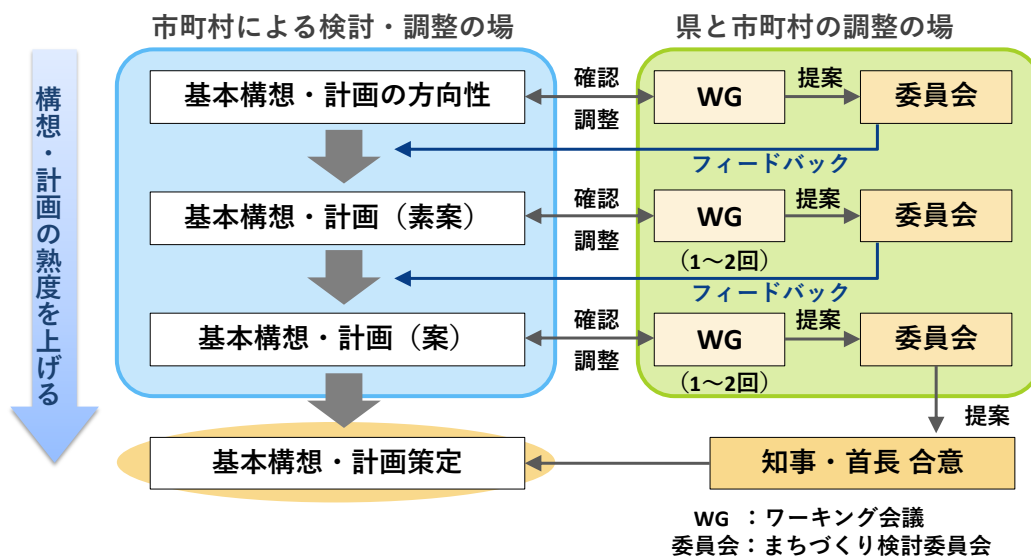 市町村による検討・調整の場
県と市町村の調整の場
構想・計画の熟度を上げる
基本構想・計画の方向性
確認
調整
WG
提案
委員会
フィードバック
基本構想・計画（素案）
確認
調整
WG
（1～2回）
提案
委員会
フィードバック
基本構想・計画（案）
確認
調整
WG
（1～2回）
提案
委員会
提案
基本構想・計画策定
知事・首長 合意
WG ：ワーキング会議
委員会：まちづくり検討委員会